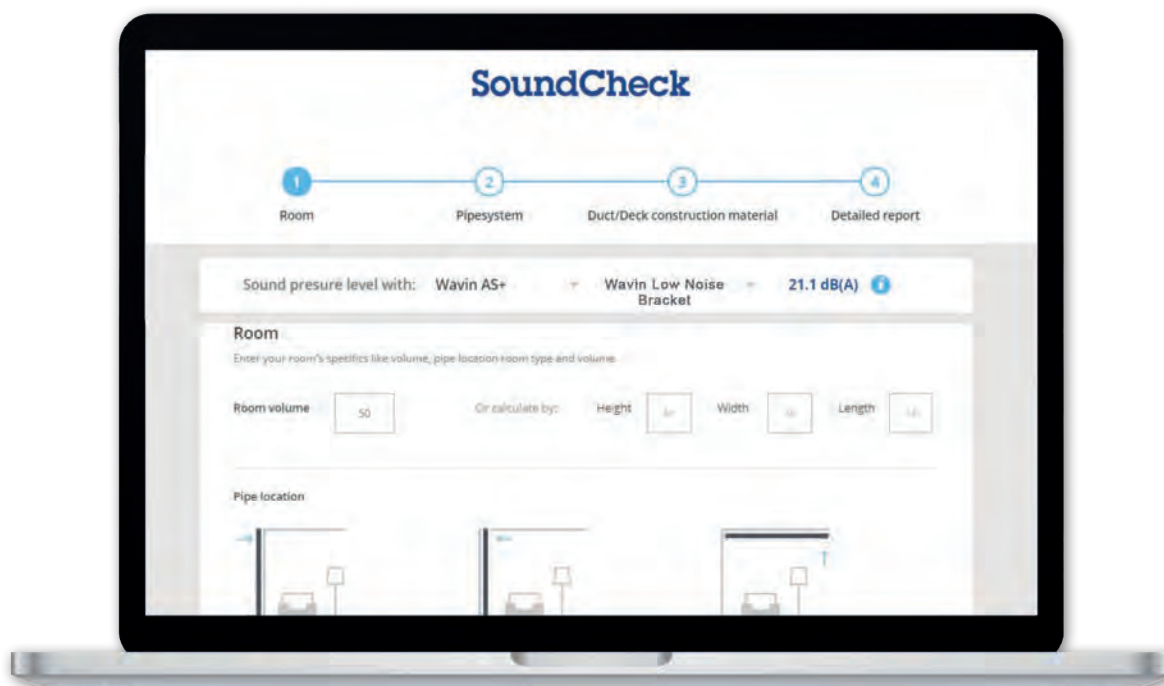 SoundCheck
1 2 3 4
Room Pipesystem Duct/Deck construction material Detailed report
Sound presure level with: Wavin AS+ Wavin Low Noise Bracket 21.1 dB(A) i
Room
Enter your room's specifics like volume, pipe location room type and volume.
Room volume 50 Or calculate by: Height Width Length
Pipe location